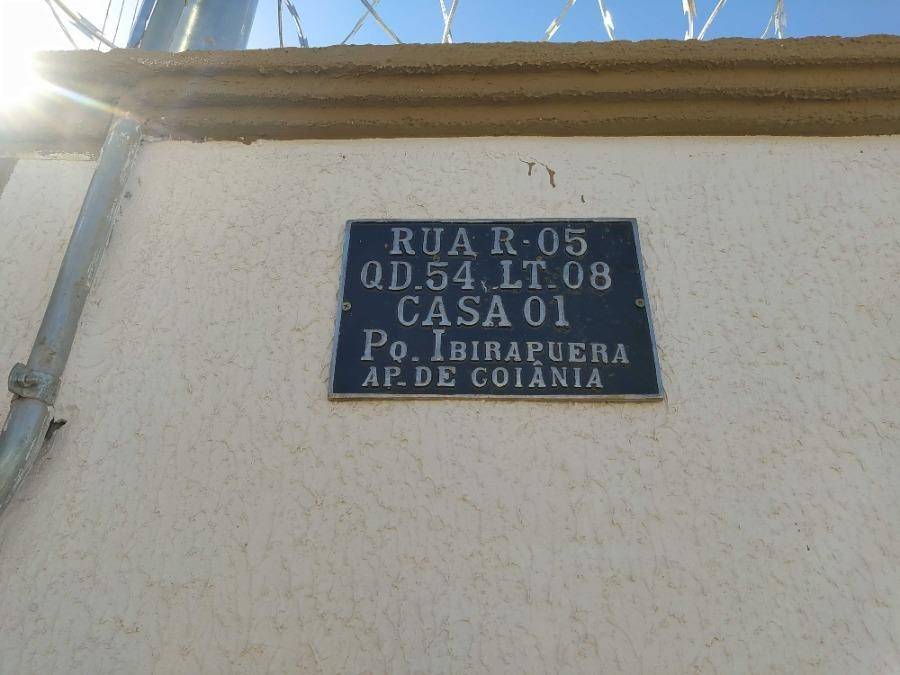 RUA R-05
QD-54, LT-08
CASA 01
PQ. IBIRAPUERA
AP-DE GOIÂNIA